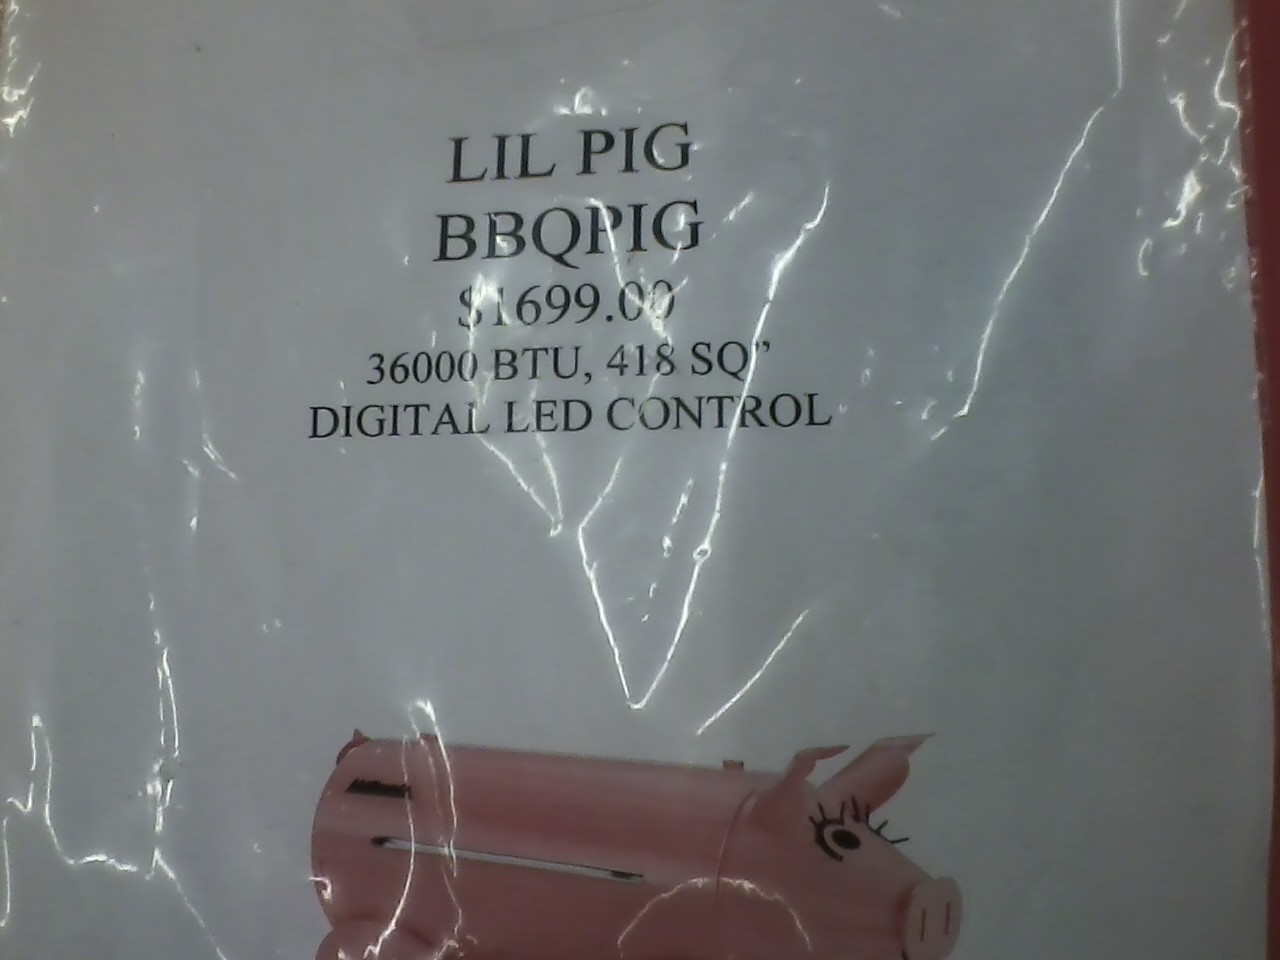 LIL PIG
BBQPIG
$1699.00
36000 BTU, 418 SQ”
DIGITAL LED CONTROL